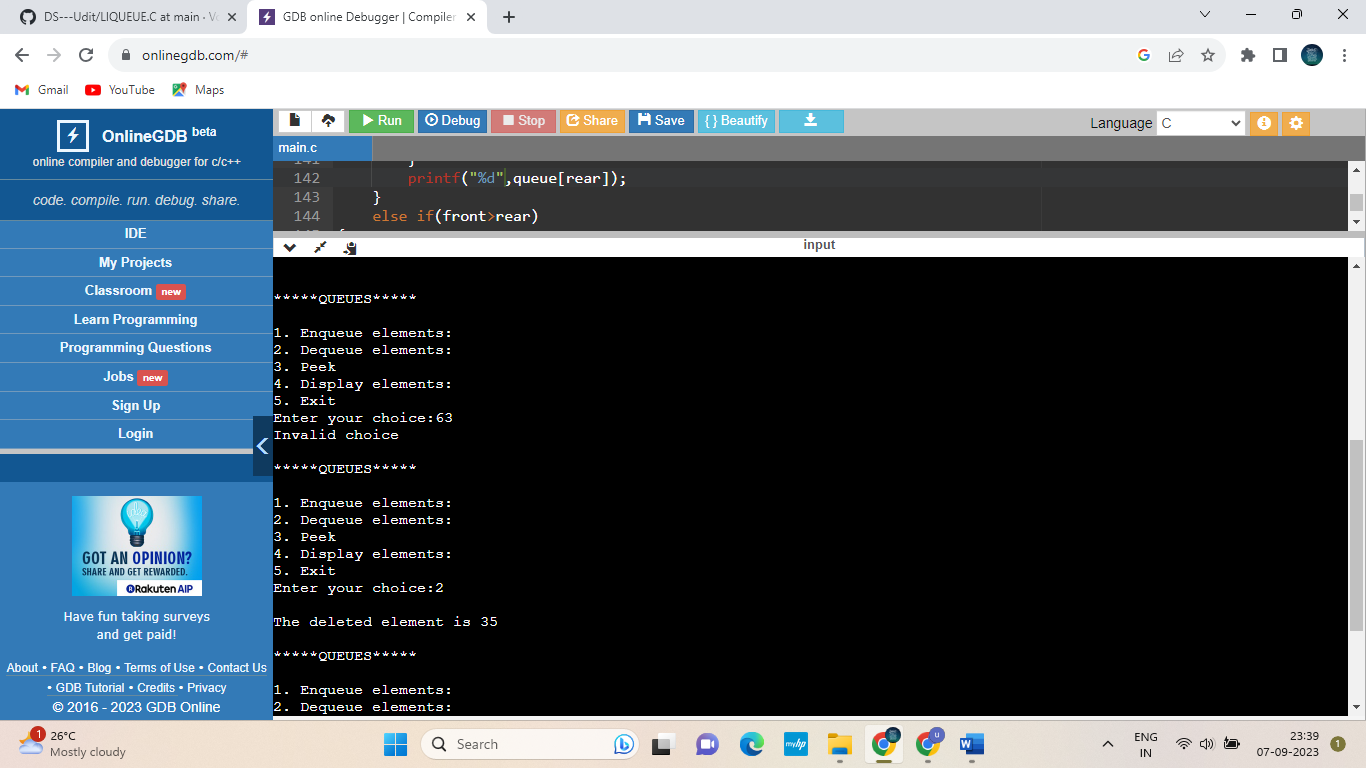 DS---Udit/LIQUEUE.C at main · Vo
GDB online Debugger | Compiler
onlinegdb.com/#
Gmail YouTube Maps
OnlineGDB beta
online compiler and debugger for c/c++
code. compile. run. debug. share.
IDE
My Projects
Classroom new
Learn Programming
Programming Questions
Jobs new
Sign Up
Login
GOT AN OPINION?
SHARE AND GET REWARDED.
Rakuten AIP
Have fun taking surveys
and get paid!
About • FAQ • Blog • Terms of Use • Contact Us
• GDB Tutorial • Credits • Privacy
© 2016 - 2023 GDB Online
Run Debug Stop Share Save { } Beautify
Language C
main.c
141 }
142 printf("%d",queue[rear]);
143 }
144 else if(front>rear)
input
*****QUEUES*****
1. Enqueue elements:
2. Dequeue elements:
3. Peek
4. Display elements:
5. Exit
Enter your choice:63
Invalid choice
*****QUEUES*****
1. Enqueue elements:
2. Dequeue elements:
3. Peek
4. Display elements:
5. Exit
Enter your choice:2
The deleted element is 35
*****QUEUES*****
1. Enqueue elements:
2. Dequeue elements:
1
26°C
Mostly cloudy
Search
myhp
u
W
ENG
IN
23:39
07-09-2023
1